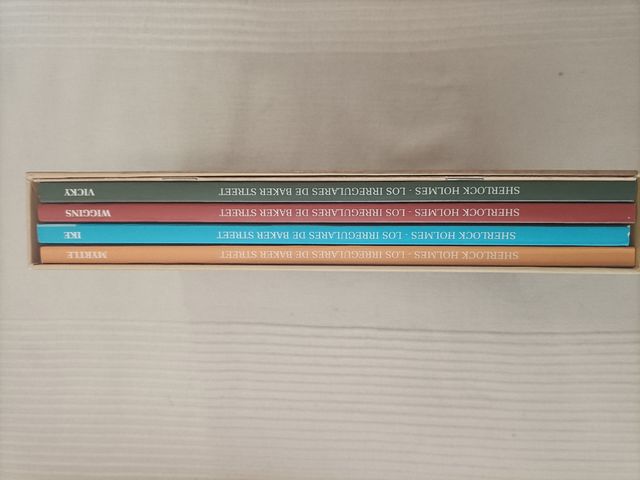 SHERLOCK HOLMES - LOS IRREGULARES DE BAKER STREET MYRTLE
SHERLOCK HOLMES - LOS IRREGULARES DE BAKER STREET IKE
SHERLOCK HOLMES - LOS IRREGULARES DE BAKER STREET WIGGINS
SHERLOCK HOLMES - LOS IRREGULARES DE BAKER STREET VICKY